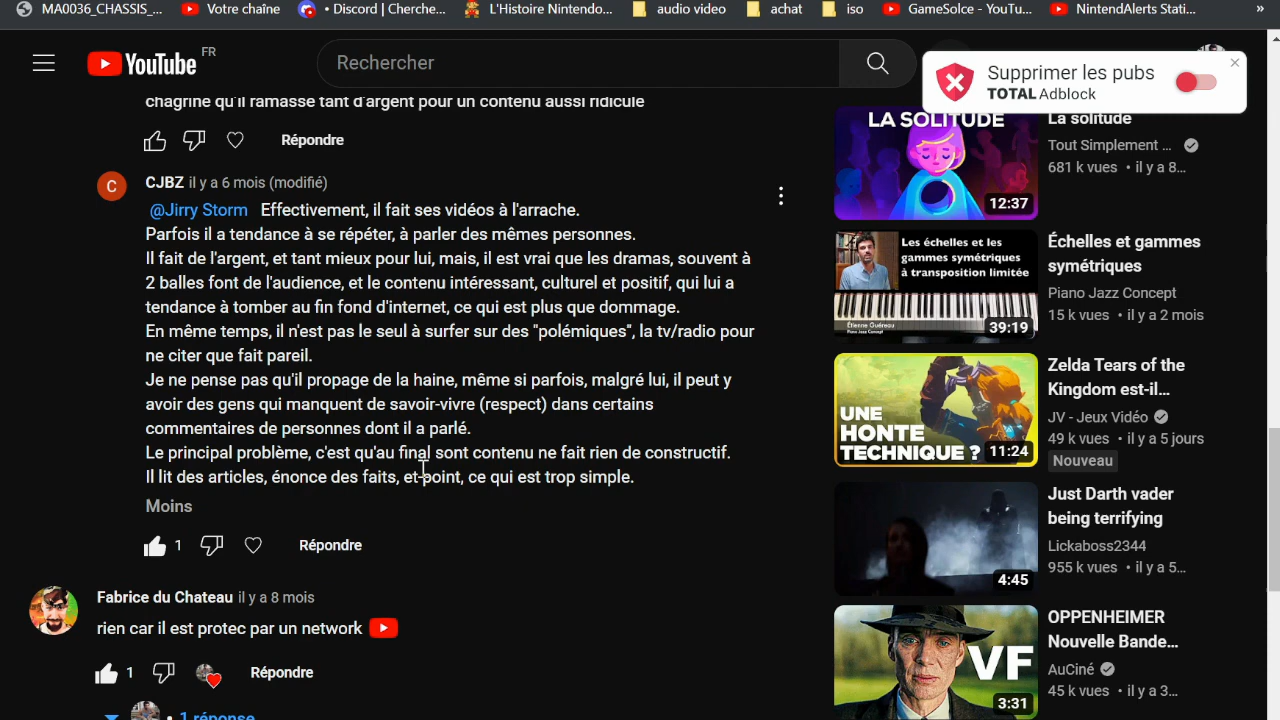 MA0036_CHASSIS_...
Votre chaîne
• Discord | Cherche...
L'Histoire Nintendo...
audio video
achat
iso
GameSolce - YouTu...
NintendAlerts Stati...
»
YouTube FR
Rechercher
Supprimer les pubs
TOTAL Adblock
chagrine qu'il ramasse tant d'argent pour un contenu aussi ridicule
Répondre
C
CJBZ il y a 6 mois (modifié)
@Jirry Storm Effectivement, il fait ses vidéos à l'arrache.
Parfois il a tendance à se répéter, à parler des mêmes personnes.
Il fait de l'argent, et tant mieux pour lui, mais, il est vrai que les dramas, souvent à
2 balles font de l'audience, et le contenu intéressant, culturel et positif, qui lui a
tendance à tomber au fin fond d'internet, ce qui est plus que dommage.
En même temps, il n'est pas le seul à surfer sur des "polémiques", la tv/radio pour
ne citer que fait pareil.
Je ne pense pas qu'il propage de la haine, même si parfois, malgré lui, il peut y
avoir des gens qui manquent de savoir-vivre (respect) dans certains
commentaires de personnes dont il a parlé.
Le principal problème, c'est qu'au final sont contenu ne fait rien de constructif.
Il lit des articles, énonce des faits, et point, ce qui est trop simple.
Moins
1
Répondre
Fabrice du Chateau il y a 8 mois
rien car il est protec par un network
1
Répondre
1 réponse
LA SOLITUDE
12:37
La solitude
Tout Simplement ...
681 k vues • il y a 8...
Les échelles et les
gammes symétriques
à transposition limitée
Étienne Guéreau
Piano Jazz Concept
39:19
Échelles et gammes
symétriques
Piano Jazz Concept
15 k vues • il y a 2 mois
UNE
HONTE
TECHNIQUE ?
11:24
Zelda Tears of the
Kingdom est-il...
JV - Jeux Vidéo
49 k vues • il y a 5 jours
Nouveau
4:45
Just Darth vader
being terrifying
Lickaboss2344
955 k vues • il y a 5...
VF
3:31
OPPENHEIMER
Nouvelle Bande...
AuCiné
45 k vues • il y a 3...